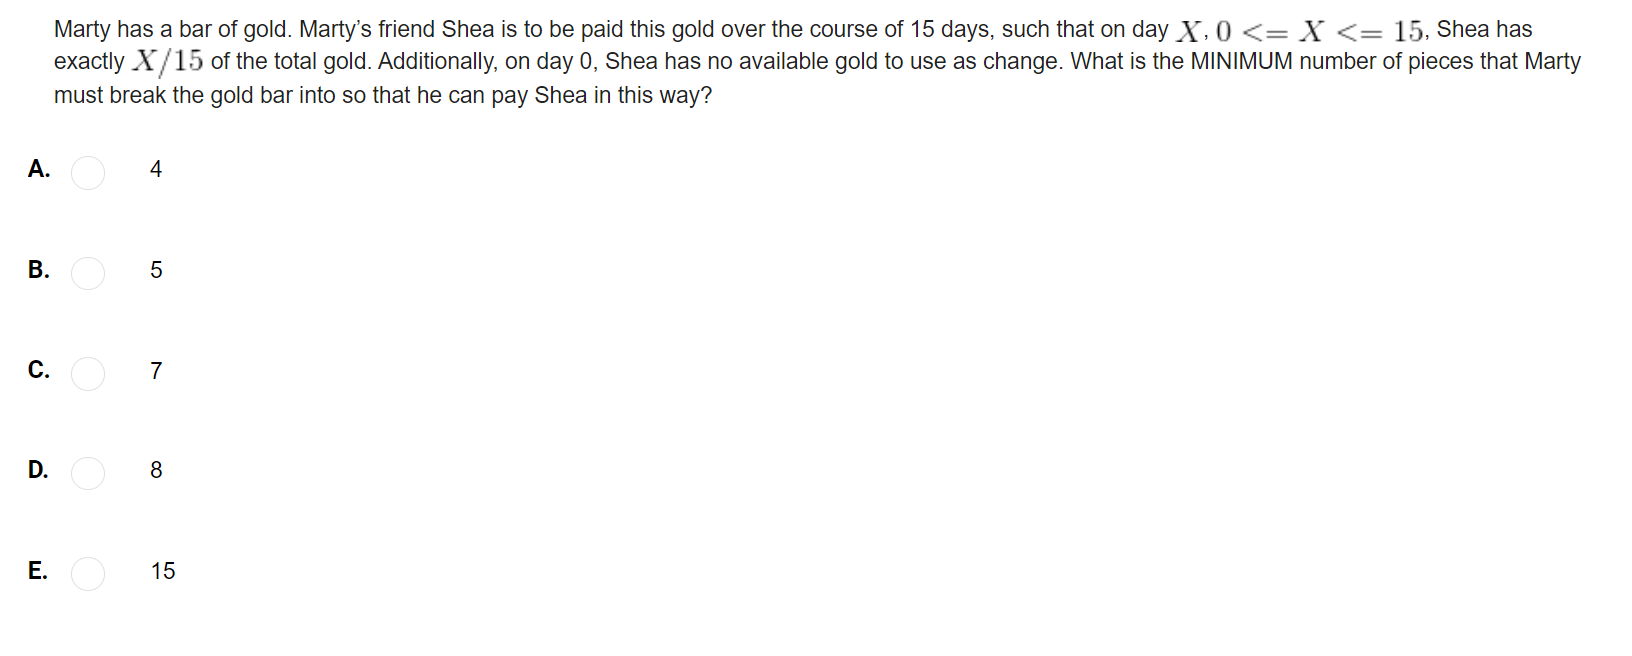 Marty has a bar of gold. Marty’s friend Shea is to be paid this gold over the course of 15 days, such that on day X, 0 <= X <= 15, Shea has
exactly X/15 of the total gold. Additionally, on day 0, Shea has no available gold to use as change. What is the MINIMUM number of pieces that Marty
must break the gold bar into so that he can pay Shea in this way?
A. 4
B. 5
C. 7
D. 8
E. 15